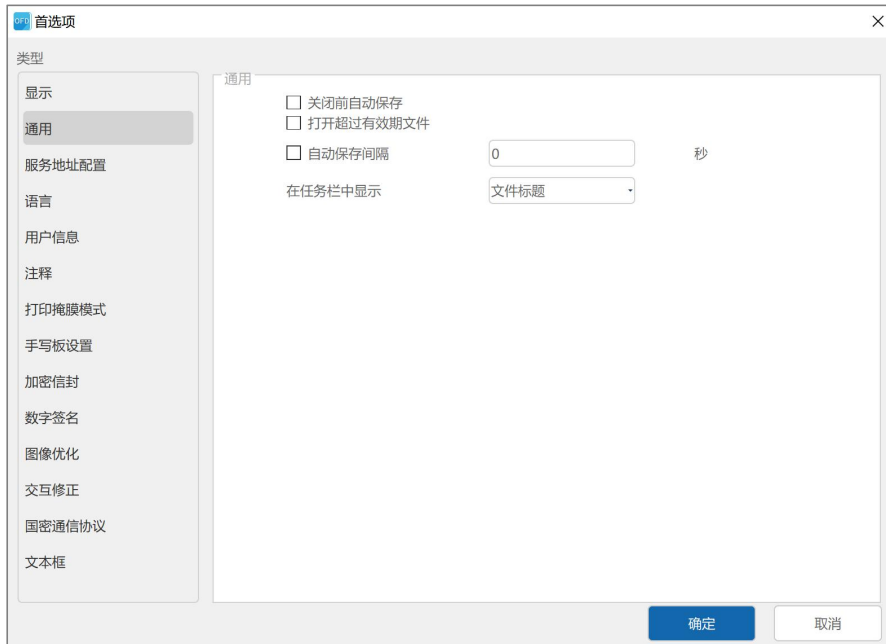 OFD 首选项
类型
显示
通用
服务地址配置
语言
用户信息
注释
打印掩膜模式
手写板设置
加密信封
数字签名
图像优化
交互修正
国密通信协议
文本框
通用
关闭前自动保存
打开超过有效期文件
自动保存间隔 0 秒
在任务栏中显示 文件标题
确定 取消